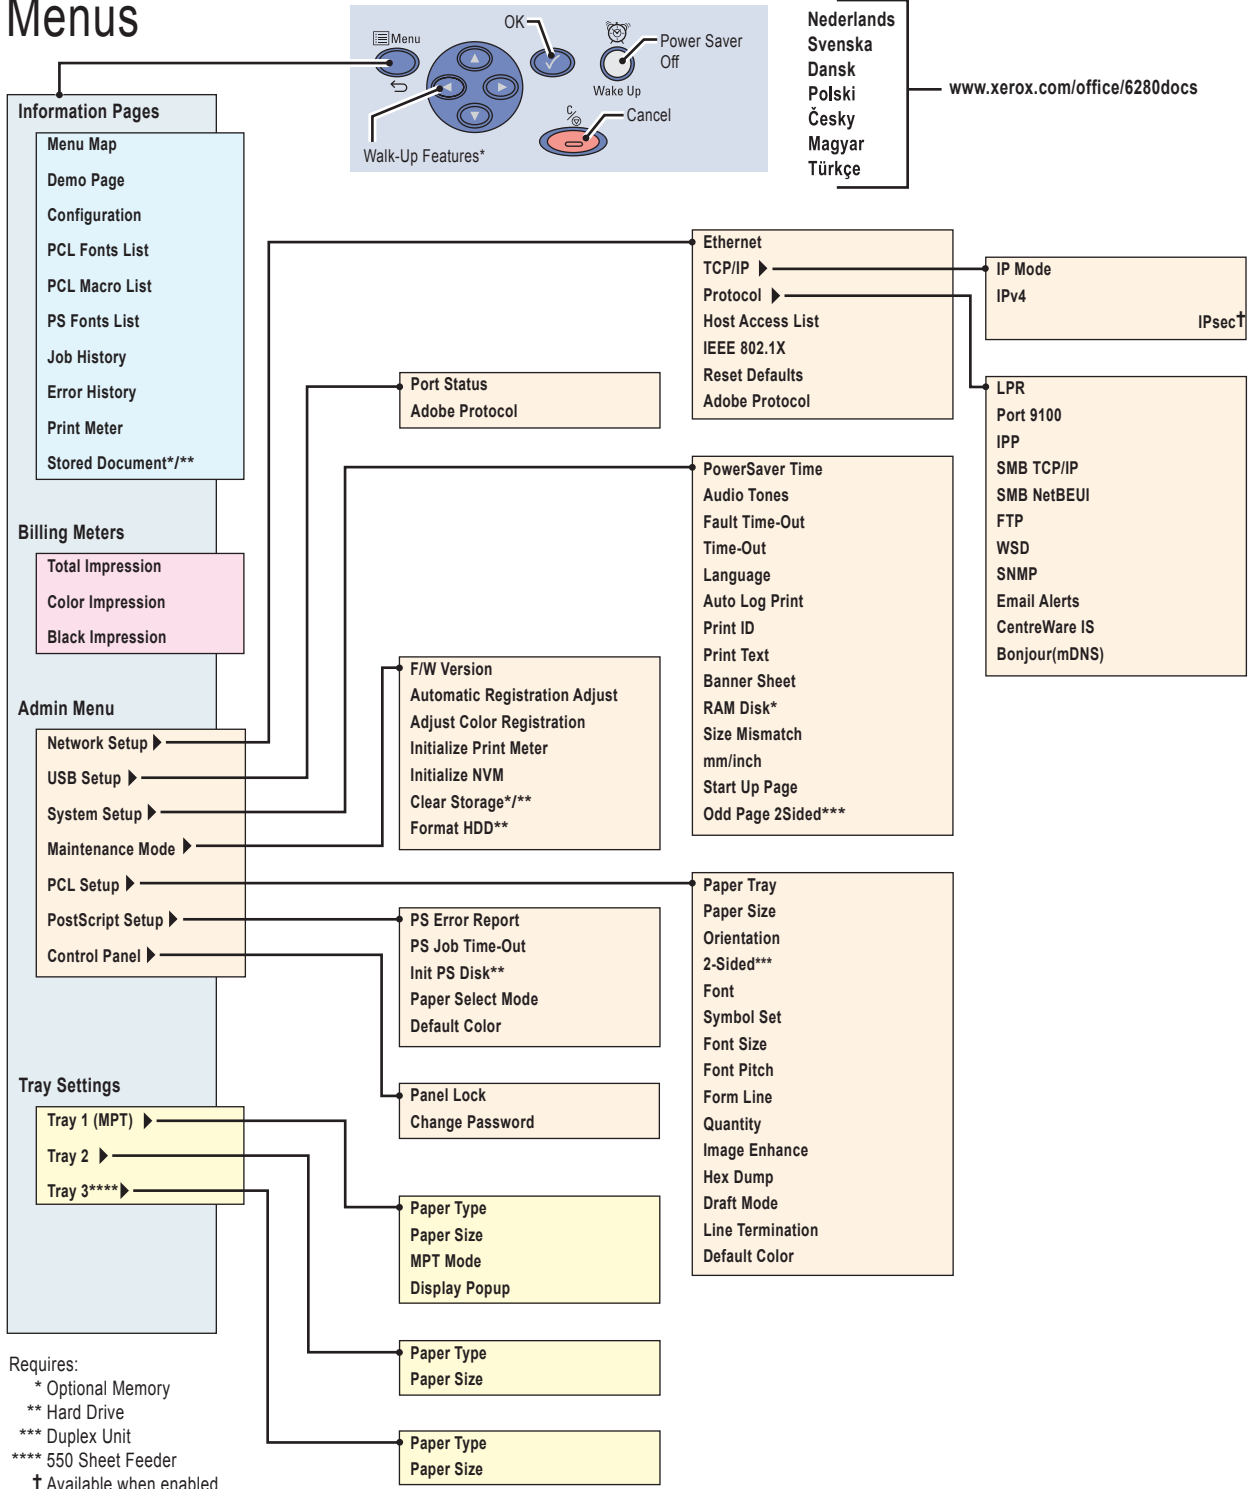 Menus
Menu
OK
Power Saver
Off
Wake Up
Cancel
Walk-Up Features*
Nederlands
Svenska
Dansk
Polski
Česky
Magyar
Türkçe
www.xerox.com/office/6280docs
Information Pages
Menu Map
Demo Page
Configuration
PCL Fonts List
PCL Macro List
PS Fonts List
Job History
Error History
Print Meter
Stored Document*/**
Billing Meters
Total Impression
Color Impression
Black Impression
Admin Menu
Network Setup
USB Setup
System Setup
Maintenance Mode
PCL Setup
PostScript Setup
Control Panel
Tray Settings
Tray 1 (MPT)
Tray 2
Tray 3****
Requires:
* Optional Memory
** Hard Drive
*** Duplex Unit
**** 550 Sheet Feeder
† Available when enabled
Port Status
Adobe Protocol
F/W Version
Automatic Registration Adjust
Adjust Color Registration
Initialize Print Meter
Initialize NVM
Clear Storage*/**
Format HDD**
PS Error Report
PS Job Time-Out
Init PS Disk**
Paper Select Mode
Default Color
Panel Lock
Change Password
Paper Type
Paper Size
MPT Mode
Display Popup
Paper Type
Paper Size
Paper Type
Paper Size
Ethernet
TCP/IP
Protocol
Host Access List
IEEE 802.1X
Reset Defaults
Adobe Protocol
PowerSaver Time
Audio Tones
Fault Time-Out
Time-Out
Language
Auto Log Print
Print ID
Print Text
Banner Sheet
RAM Disk*
Size Mismatch
mm/inch
Start Up Page
Odd Page 2Sided***
Paper Tray
Paper Size
Orientation
2-Sided***
Font
Symbol Set
Font Size
Font Pitch
Form Line
Quantity
Image Enhance
Hex Dump
Draft Mode
Line Termination
Default Color
IP Mode
IPv4
IPsec†
LPR
Port 9100
IPP
SMB TCP/IP
SMB NetBEUI
FTP
WSD
SNMP
Email Alerts
CentreWare IS
Bonjour(mDNS)